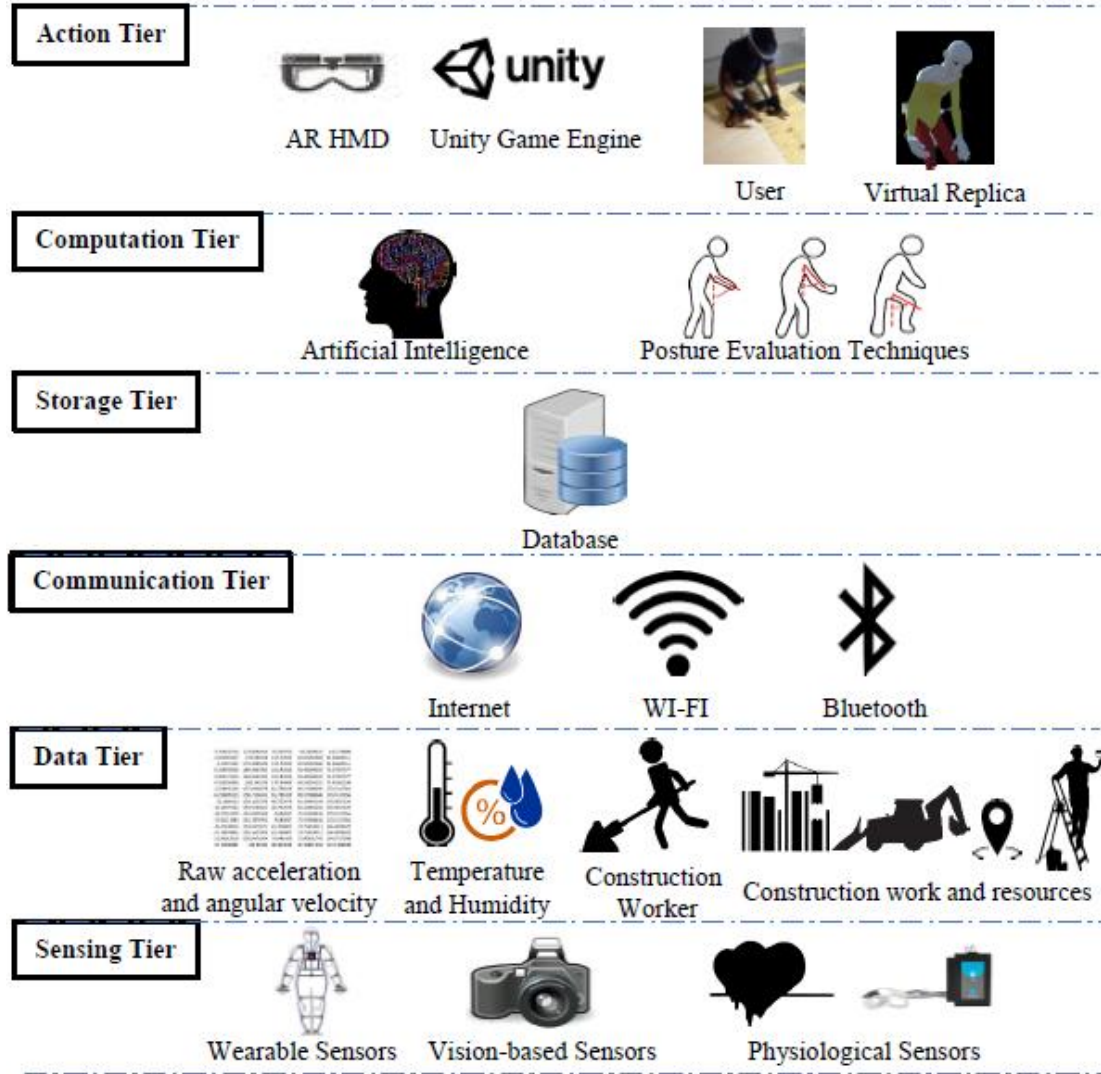 Action Tier
unity
AR HMD
Unity Game Engine
User
Virtual Replica
Computation Tier
Artificial Intelligence
Posture Evaluation Techniques
Storage Tier
Database
Communication Tier
Internet
WI-FI
Bluetooth
Data Tier
%
Raw acceleration
and angular velocity
Temperature
and Humidity
Construction
Worker
Construction work and resources
Sensing Tier
Wearable Sensors
Vision-based Sensors
Physiological Sensors